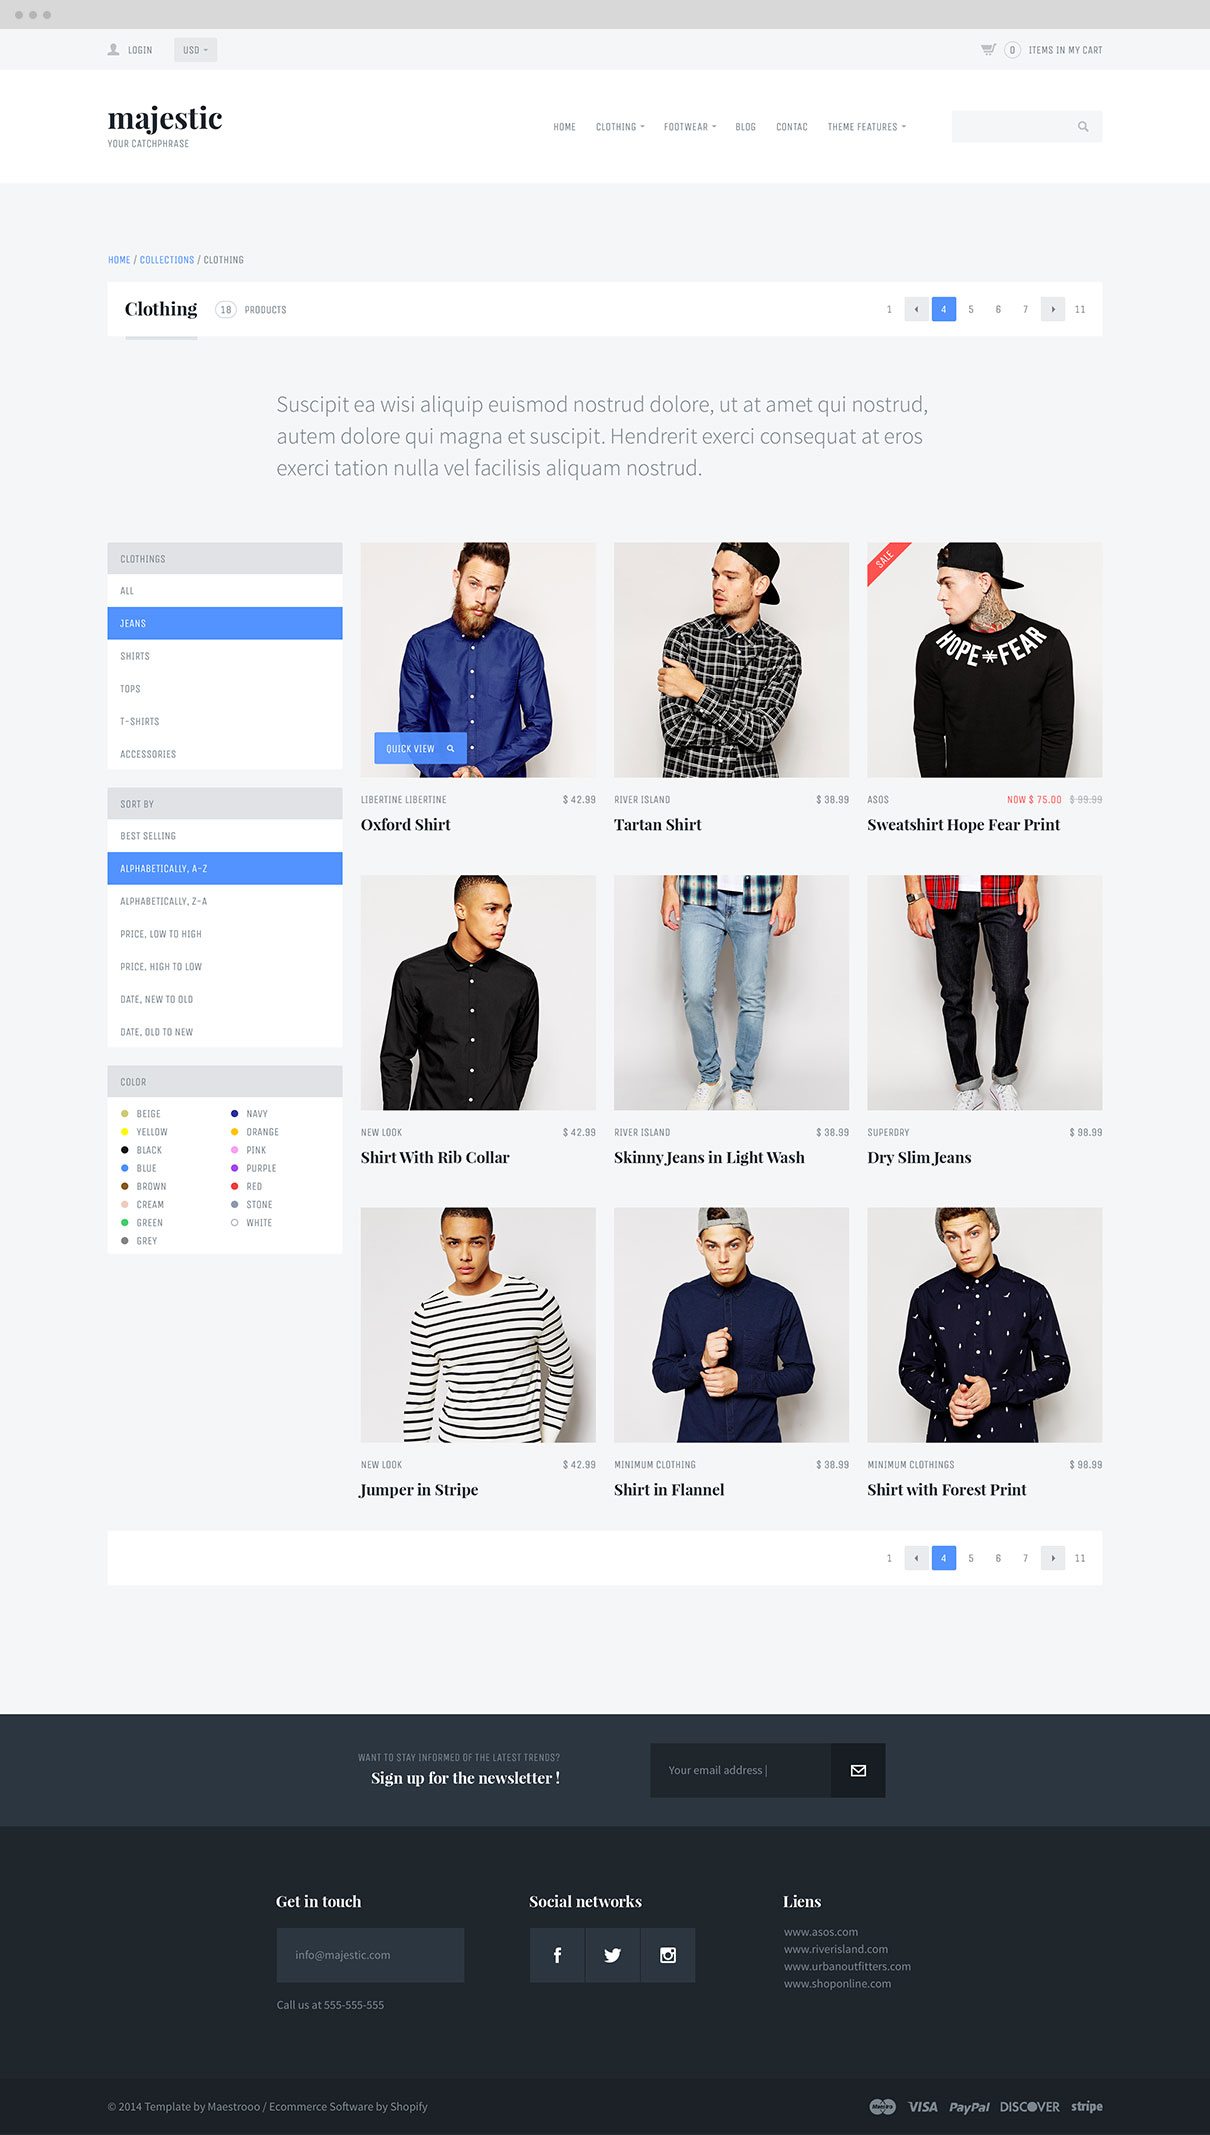 LOGIN USD
0 ITEMS IN MY CART
majestic
YOUR CATCHPHRASE
HOME CLOTHING FOOTWEAR BLOG CONTAC THEME FEATURES
HOME / COLLECTIONS / CLOTHING
Clothing 18 PRODUCTS
1 4 5 6 7 11
Suscipit ea wisi aliquip euismod nostrud dolore, ut at amet qui nostrud,
autem dolore qui magna et suscipit. Hendrerit exerci consequat at eros
exerci tation nulla vel facilisis aliquam nostrud.
CLOTHINGS
ALL
JEANS
SHIRTS
TOPS
T-SHIRTS
ACCESSORIES
SORT BY
BEST SELLING
ALPHABETICALLY, A-Z
ALPHABETICALLY, Z-A
PRICE, LOW TO HIGH
PRICE, HIGH TO LOW
DATE, NEW TO OLD
DATE, OLD TO NEW
COLOR
BEIGE
YELLOW
BLACK
BLUE
BROWN
CREAM
GREEN
GREY
NAVY
ORANGE
PINK
PURPLE
RED
STONE
WHITE
QUICK VIEW
LIBERTINE LIBERTINE $ 42.99
Oxford Shirt
RIVER ISLAND $ 38.99
Tartan Shirt
SALE
HOPE FEAR
ASOS NOW $ 75.00 $ 99.99
Sweatshirt Hope Fear Print
NEW LOOK $ 42.99
Shirt With Rib Collar
RIVER ISLAND $ 38.99
Skinny Jeans in Light Wash
SUPERDRY $ 98.99
Dry Slim Jeans
NEW LOOK $ 42.99
Jumper in Stripe
MINIMUM CLOTHING $ 38.99
Shirt in Flannel
MINIMUM CLOTHINGS $ 98.99
Shirt with Forest Print
1 4 5 6 7 11
WANT TO STAY INFORMED OF THE LATEST TRENDS?
Sign up for the newsletter !
Your email address |
Get in touch
info@majestic.com
Call us at 555-555-555
Social networks
Liens
www.asos.com
www.riverisland.com
www.urbanoutfitters.com
www.shoponline.com
© 2014 Template by Maestrooo / Ecommerce Software by Shopify
VISA PayPal DISCOVER stripe